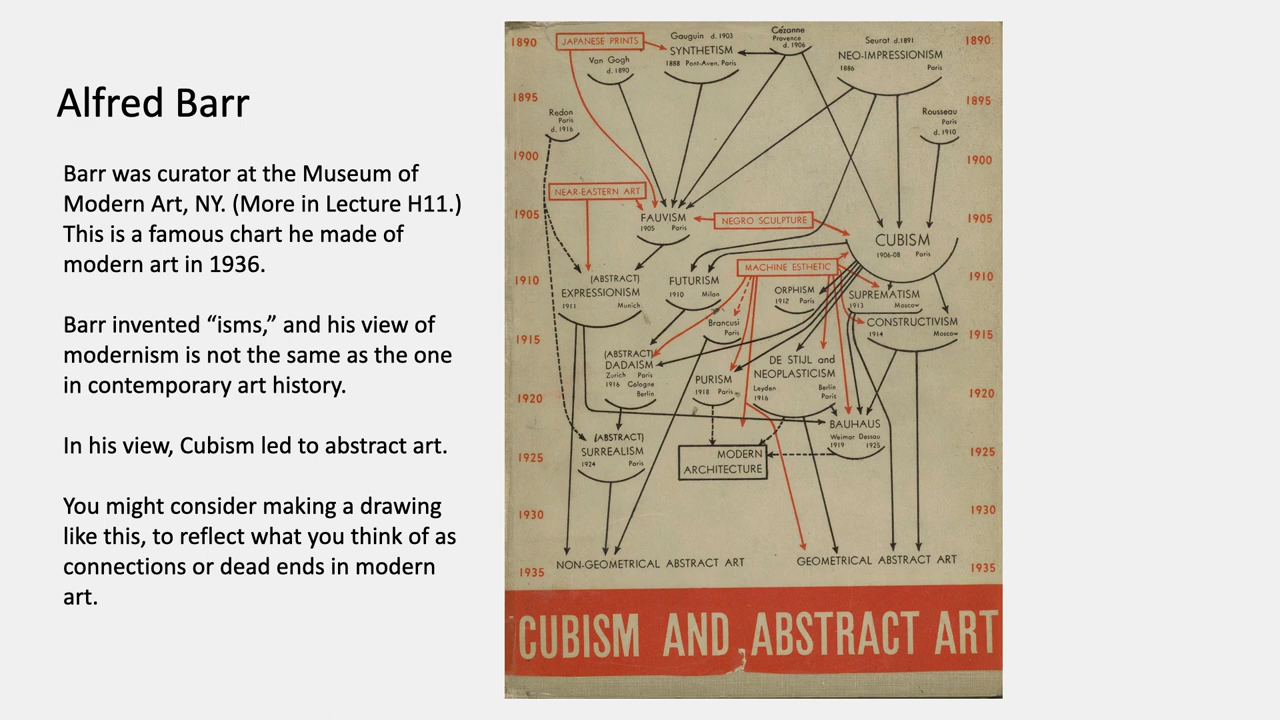 Alfred Barr
Barr was curator at the Museum of
Modern Art, NY. (More in Lecture H11.)
This is a famous chart he made of
modern art in 1936.
Barr invented “isms,” and his view of
modernism is not the same as the one
in contemporary art history.
In his view, Cubism led to abstract art.
You might consider making a drawing
like this, to reflect what you think of as
connections or dead ends in modern
art.
1890
JAPANESE PRINTS
Gauguin d. 1903
SYNTHETISM
1888 Pont-Aven, Paris
Cézanne
Provence
d. 1906
Seurat d.1891
NEO-IMPRESSIONISM
1886 Paris
1890
Van Gogh
d. 1890
1895
1895
Redon
Paris
d. 1916
Rousseau
Paris
d. 1910
1900
1900
NEAR-EASTERN ART
1905
FAUVISM
1905 Paris
NEGRO SCULPTURE
1905
CUBISM
1906-08 Paris
1910
(ABSTRACT)
EXPRESSIONISM
1911 Munich
FUTURISM
1910 Milan
MACHINE ESTHETIC
ORPHISM
1912 Paris
SUPREMATISM
1913 Moscow
1910
Brancusi
Paris
CONSTRUCTIVISM
1914 Moscow
1915
1915
(ABSTRACT)
DADAISM
Zurich Paris
1916 Cologne
Berlin
PURISM
1918 Paris
DE STIJL and
NEOPLASTICISM
Leyden Berlin
1916 Paris
1920
1920
BAUHAUS
Weimar Dessau
1919 1925
(ABSTRACT)
SURREALISM
1924 Paris
MODERN
ARCHITECTURE
1925
1925
1930
1930
NON-GEOMETRICAL ABSTRACT ART
GEOMETRICAL ABSTRACT ART
1935
1935
CUBISM AND ABSTRACT ART